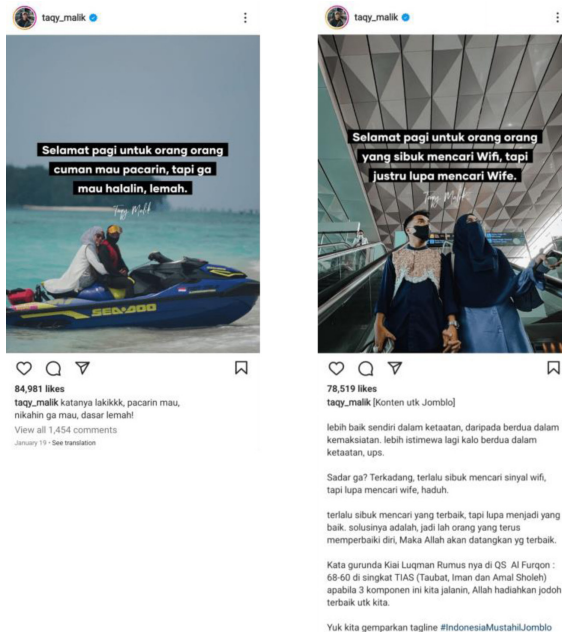 taqy_malik
Selamat pagi untuk orang orang
cuman mau pacarin, tapi ga
mau halalin, lemah.
Taqy Malik
SEA-DOO
84,981 likes
taqy_malik katanya lakikkk, pacarin mau,
nikahin ga mau, dasar lemah!
View all 1,454 comments
January 19 · See translation
taqy_malik
Selamat pagi untuk orang orang
yang sibuk mencari Wifi, tapi
justru lupa mencari Wife.
Taqy Malik
78,519 likes
taqy_malik [Konten utk Jomblo]
lebih baik sendiri dalam ketaatan, daripada berdua dalam
kemaksiatan. lebih istimewa lagi kalo berdua dalam
ketaatan, ups.
Sadar ga? Terkadang, terlalu sibuk mencari sinyal wifi,
tapi lupa mencari wife, haduh.
terlalu sibuk mencari yang terbaik, tapi lupa menjadi yang
baik. solusinya adalah, jadi lah orang yang terus
memperbaiki diri, Maka Allah akan datangkan yg terbaik.
Kata gurunda Kiai Luqman Rumus nya di QS Al Furqon :
68-60 di singkat TIAS (Taubat, Iman dan Amal Sholeh)
apabila 3 komponen ini kita jalanin, Allah hadiahkan jodoh
terbaik utk kita.
Yuk kita gemparkan tagline #IndonesiaMustahilJomblo